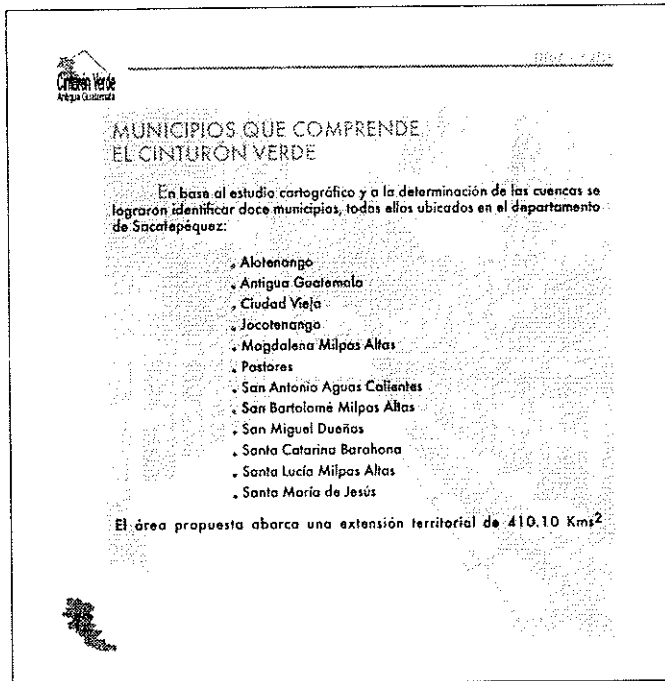 Cinturón Verde
Antigua Guatemala
MUNICIPIOS QUE COMPRENDE
EL CINTURÓN VERDE
En base al estudio cartográfico y a la determinación de las cuencas se
lograron identificar doce municipios, todos ellos ubicados en el departamento
de Sacatepéquez:
. Alotenango
. Antigua Guatemala
. Ciudad Vieja
. Jocotenango
. Magdalena Milpas Altas
. Pastores
. San Antonio Aguas Calientes
. San Bartolomé Milpas Altas
. San Miguel Dueñas
. Santa Catarina Barahona
. Santa Lucía Milpas Altas
. Santa María de Jesús
El área propuesta abarca una extensión territorial de 410.10 Kms2